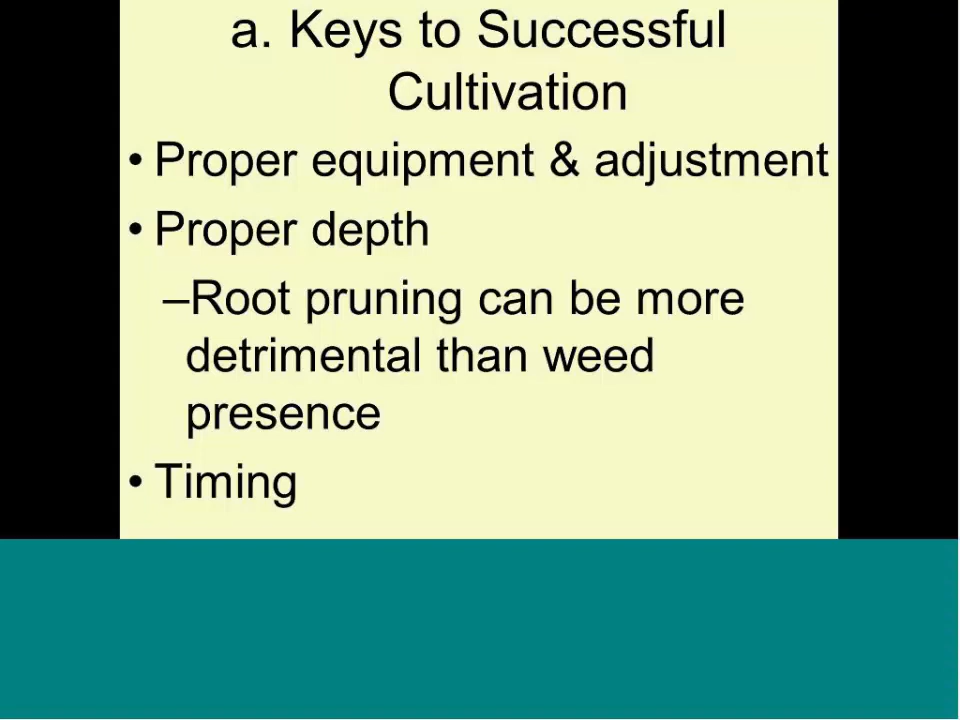 a. Keys to Successful
Cultivation
• Proper equipment & adjustment
• Proper depth
–Root pruning can be more
detrimental than weed
presence
• Timing